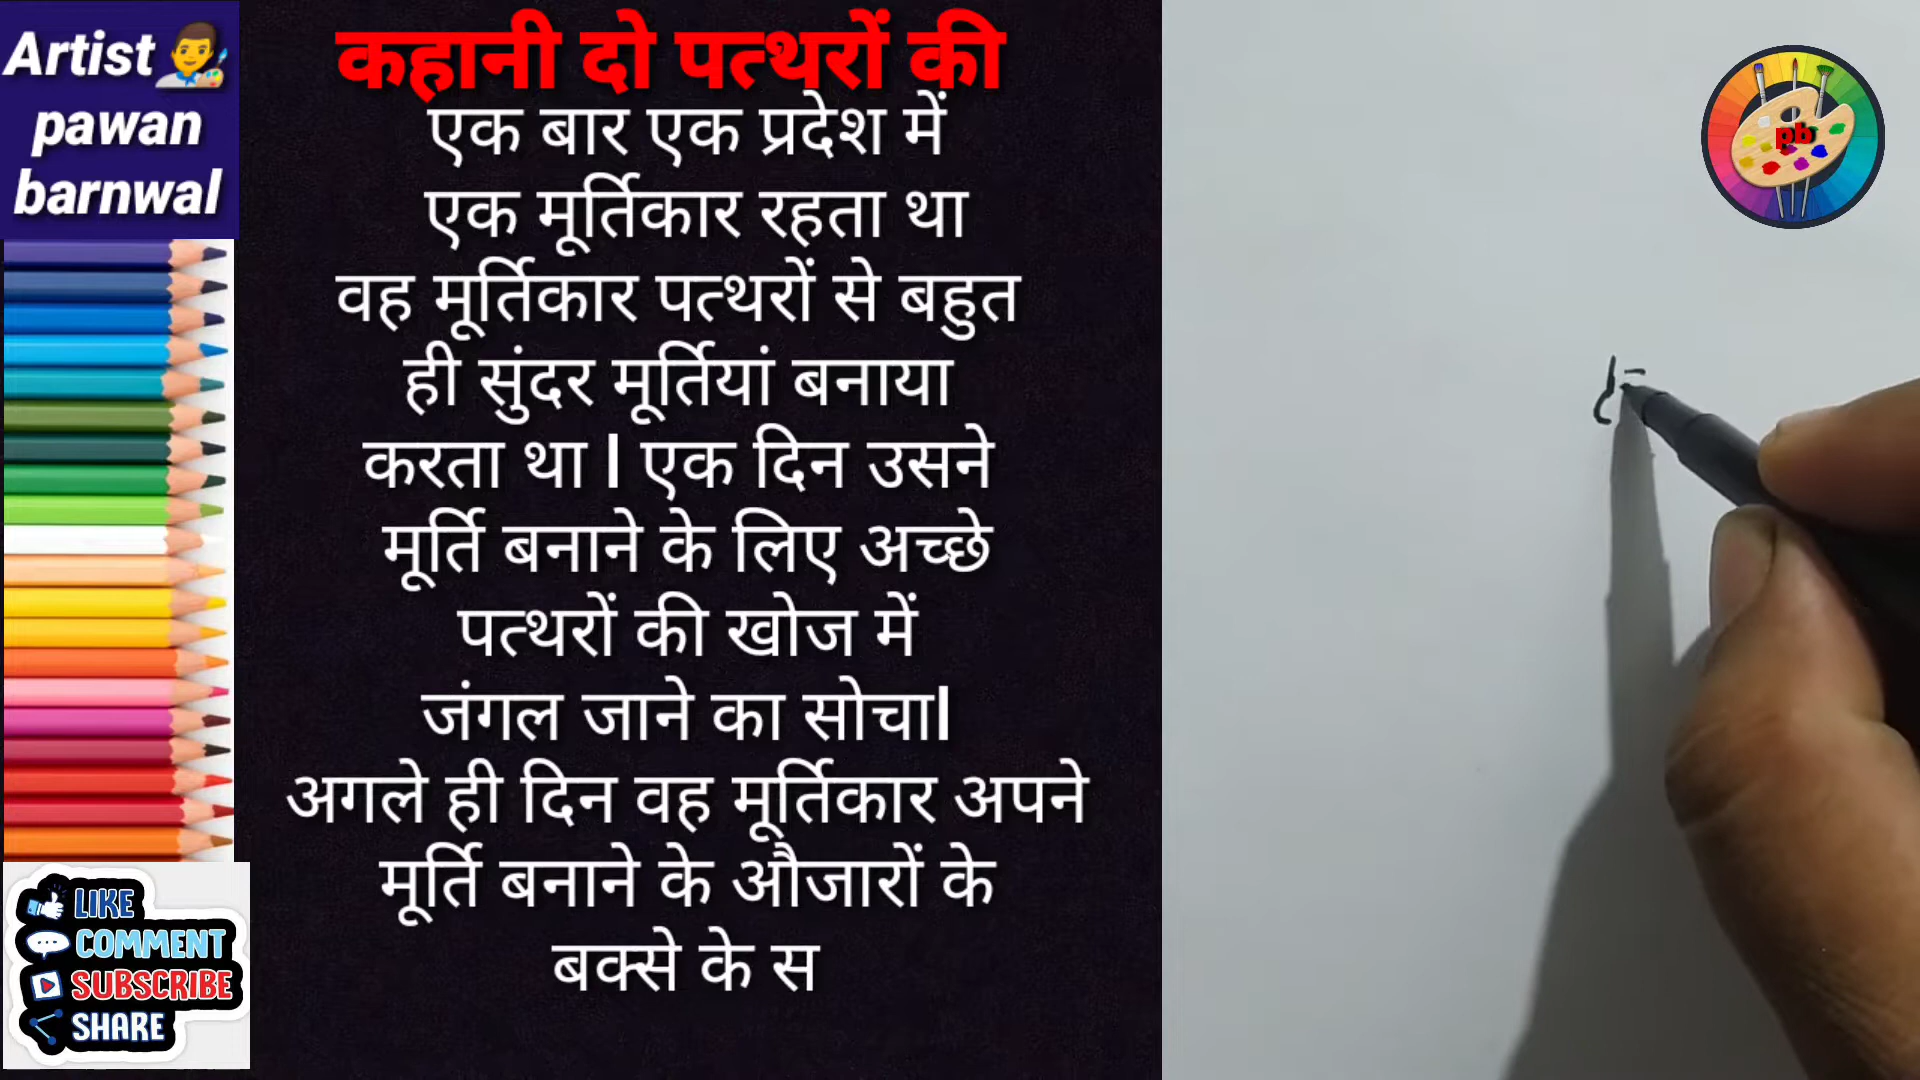 Artist
pawan
barnwal
कहानी दो पत्थरों की
एक बार एक प्रदेश में
एक मूर्तिकार रहता था
वह मूर्तिकार पत्थरों से बहुत
ही सुंदर मूर्तियां बनाया
करता था l एक दिन उसने
मूर्ति बनाने के लिए अच्छे
पत्थरों की खोज में
जंगल जाने का सोचाl
अगले ही दिन वह मूर्तिकार अपने
मूर्ति बनाने के औजारों के
बक्से के स
LIKE
COMMENT
SUBSCRIBE
SHARE
pb